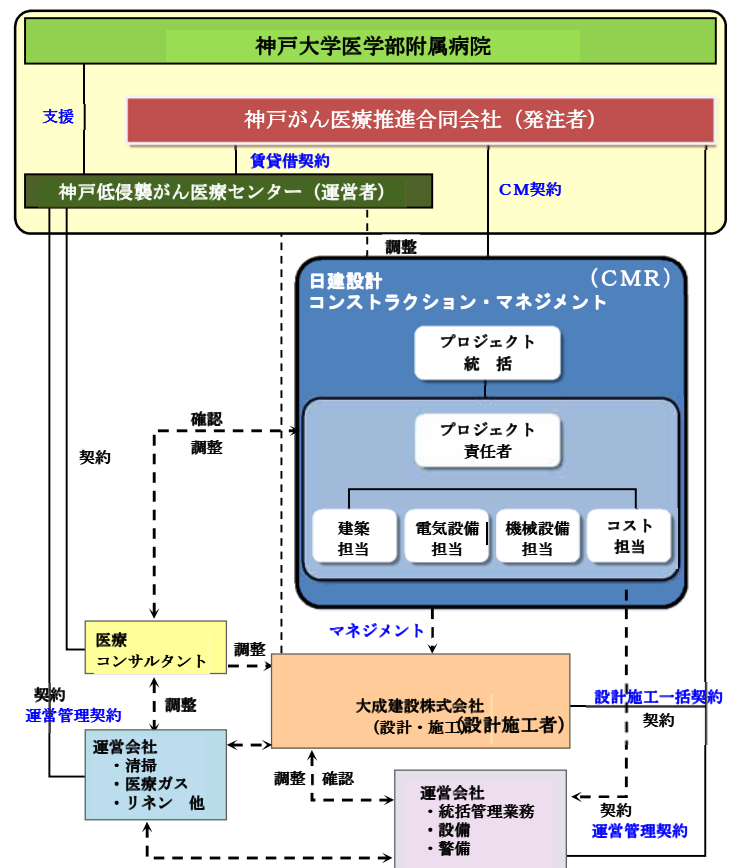 神戸大学医学部附属病院
支援
神戸がん医療推進合同会社（発注者）
賃貸借契約
神戸低侵襲がん医療センター（運営者）
CM契約
調整
日建設計
（CMR）
コンストラクション・マネジメント
プロジェクト
統　括
プロジェクト
責任者
確認
調整
契約
建築
担当
電気設備
担当
機械設備
担当
コスト
担当
マネジメント
医療
コンサルタント
調整
契約
運営管理契約
調整
大成建設株式会社
（設計・施工）
（設計施工者）
設計施工一括契約
契約
運営会社
・清掃
・医療ガス
・リネン　他
調整
確認
運営会社
・統括管理業務
・設備
・警備
契約
運営管理契約